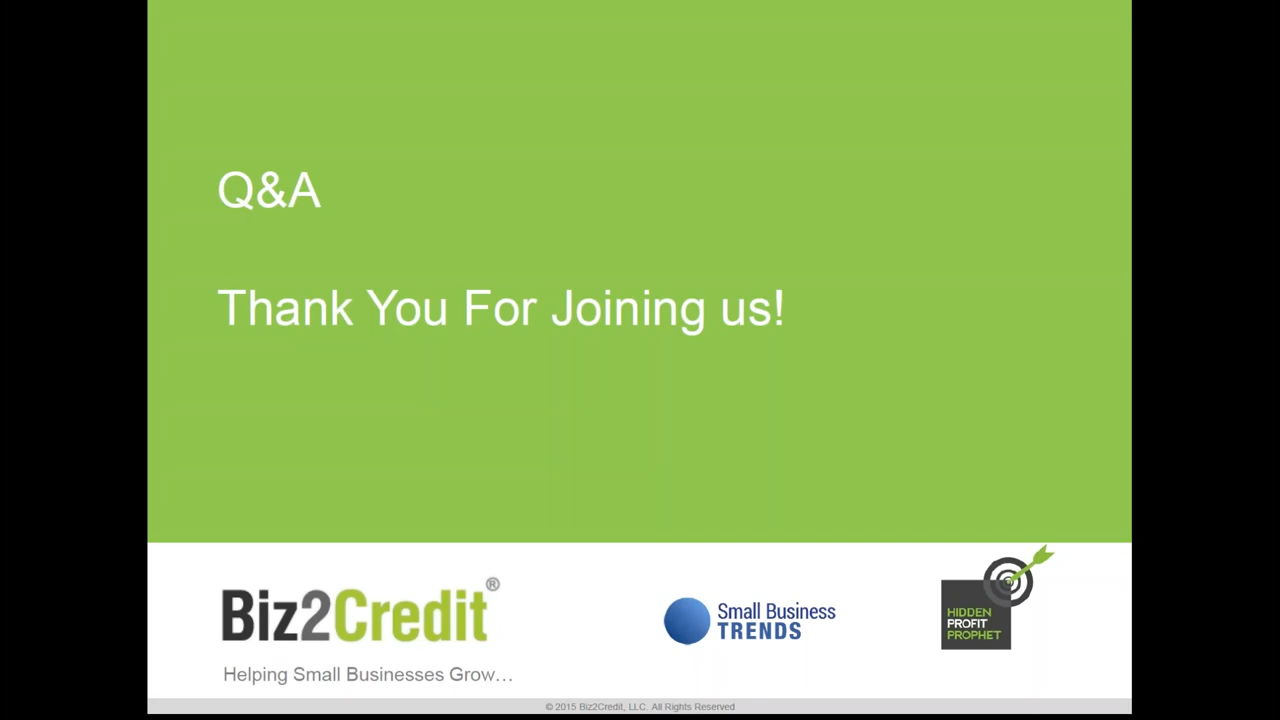 Q&A
Thank You For Joining us!
Biz2Credit®
Helping Small Businesses Grow...
Small Business
TRENDS
HIDDEN
PROFIT
PROPHET
© 2015 Biz2Credit, LLC. All Rights Reserved